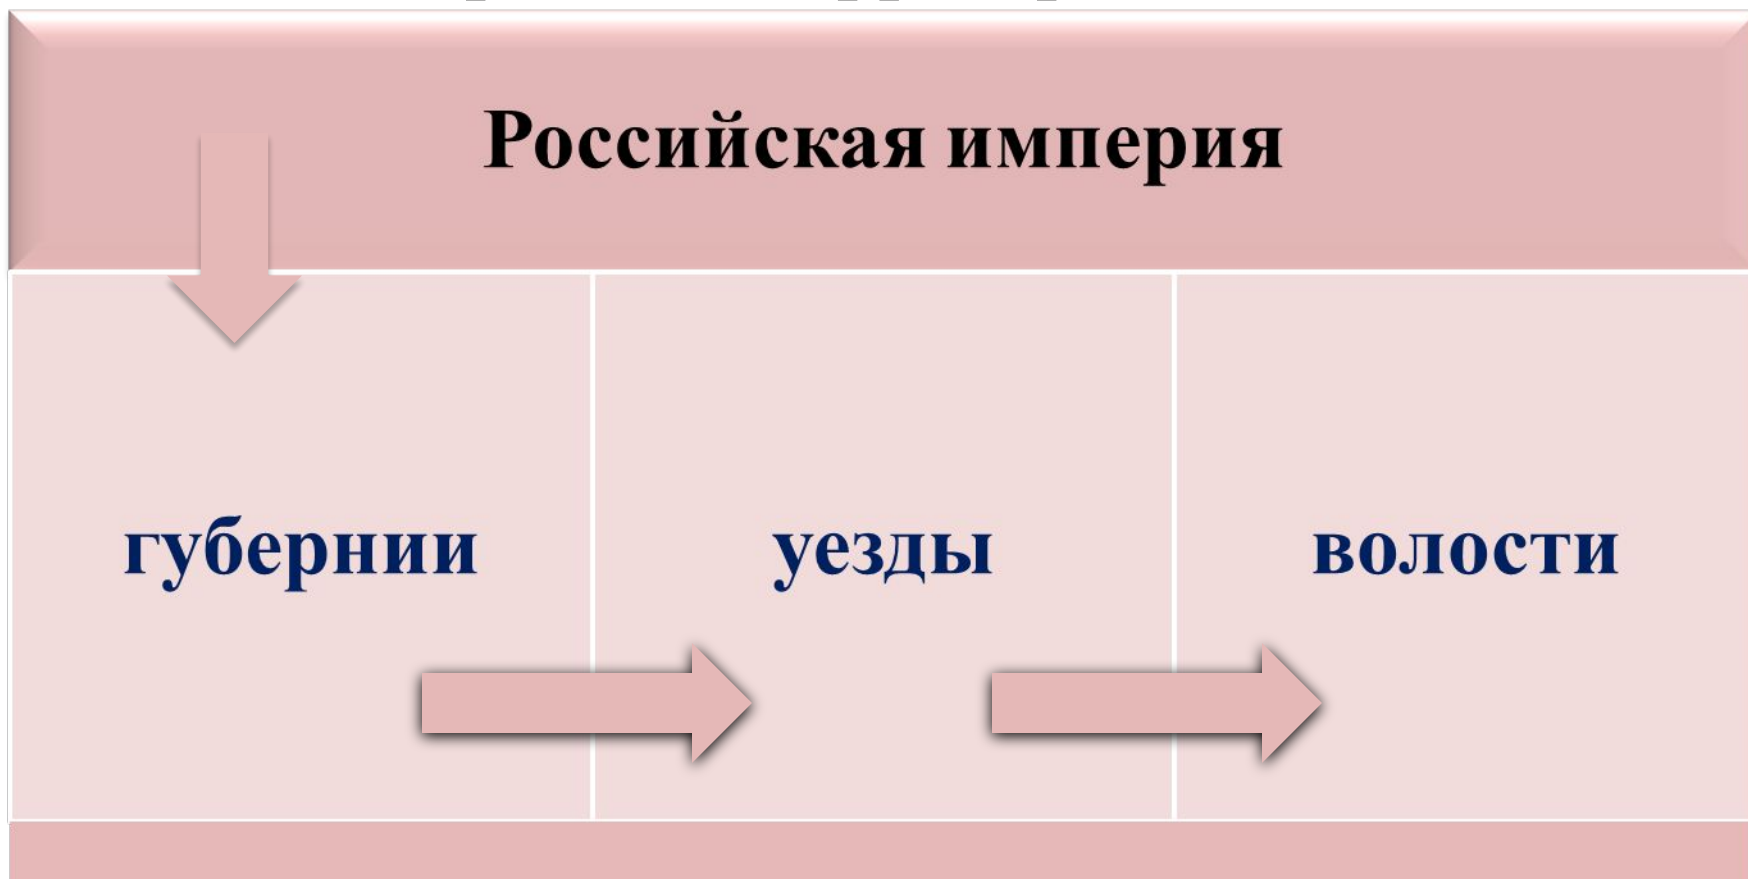 Российская империя
губернии
уезды
волости